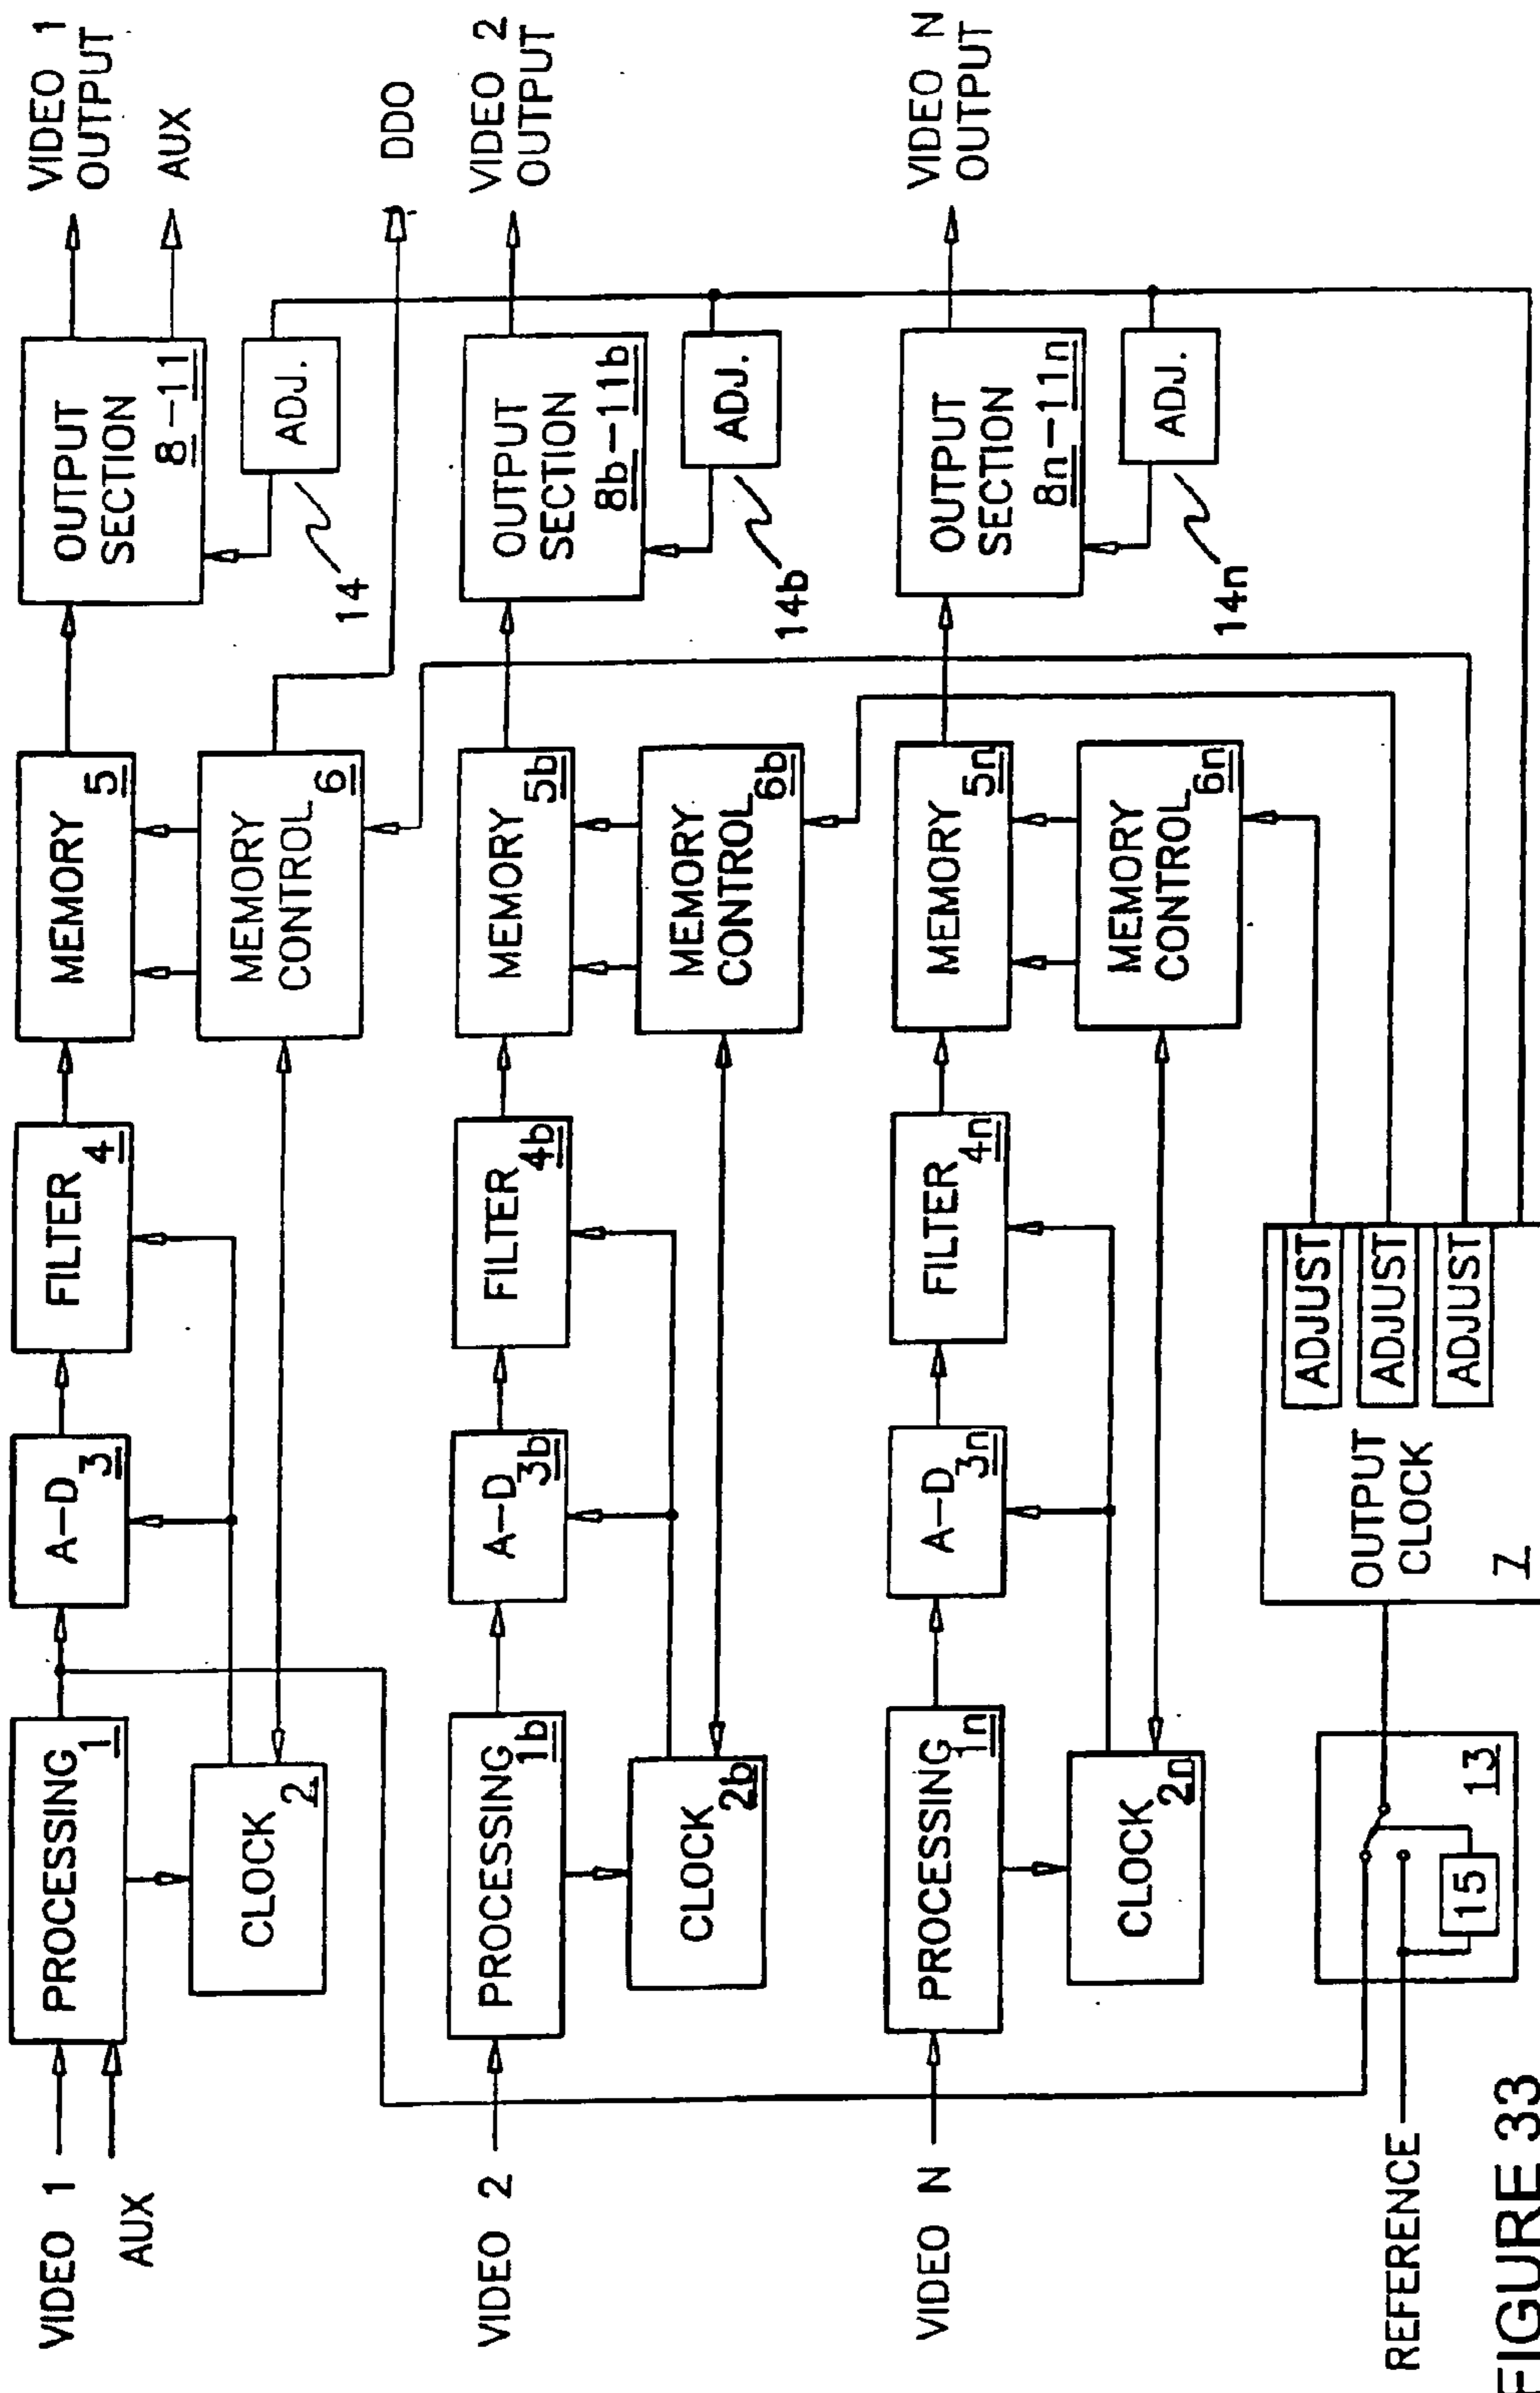 VIDEO 1
AUX
PROCESSING 1
CLOCK 2
A-D 3
FILTER 4
MEMORY 5
MEMORY
CONTROL 6
OUTPUT
SECTION
8-11
ADJ.
14
VIDEO 1
OUTPUT
AUX
DDO
VIDEO 2
PROCESSING 1b
CLOCK 2b
A-D 3b
FILTER 4b
MEMORY 5b
MEMORY
CONTROL 6b
OUTPUT
SECTION
8b-11b
ADJ.
14b
VIDEO 2
OUTPUT
VIDEO N
PROCESSING 1n
CLOCK 2n
A-D 3n
FILTER 4n
MEMORY 5n
MEMORY
CONTROL 6n
OUTPUT
SECTION
8n-11n
ADJ.
14n
VIDEO N
OUTPUT
REFERENCE
15
13
OUTPUT
CLOCK
7
ADJUST
ADJUST
ADJUST
FIGURE 33